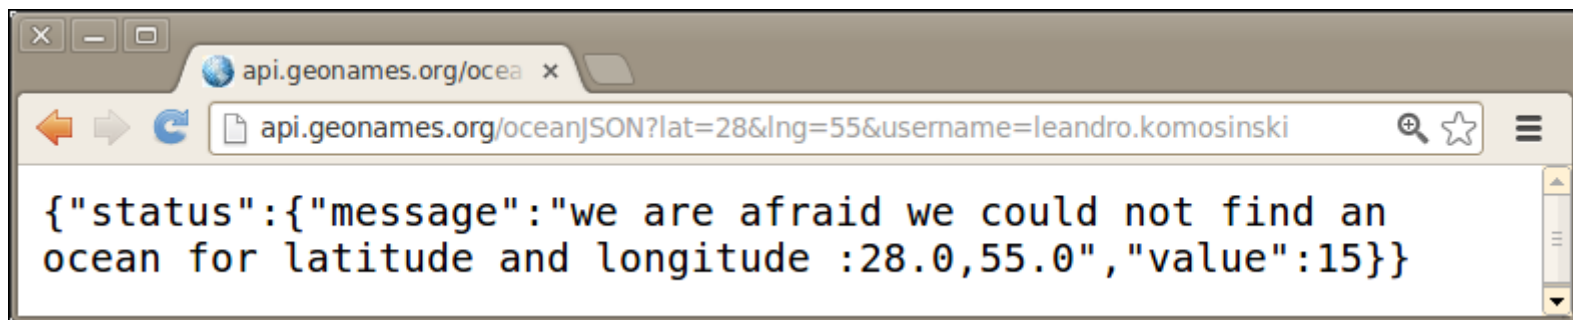 api.geonames.org/ocea
api.geonames.org/oceanJSON?lat=28&lng=55&username=leandro.komosinski
{"status":{"message":"we are afraid we could not find an
ocean for latitude and longitude :28.0,55.0","value":15}}